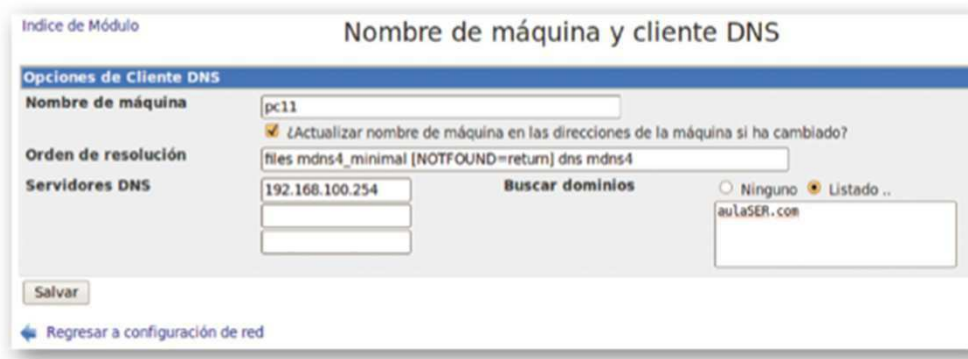 Indice de Módulo
Nombre de máquina y cliente DNS
Opciones de Cliente DNS
Nombre de máquina
pc11
¿Actualizar nombre de máquina en las direcciones de la máquina si ha cambiado?
Orden de resolución
files mdns4_minimal [NOTFOUND=return] dns mdns4
Servidores DNS
192.168.100.254
Buscar dominios
Ninguno Listado ..
aulaSER.com
Salvar
Regresar a configuración de red